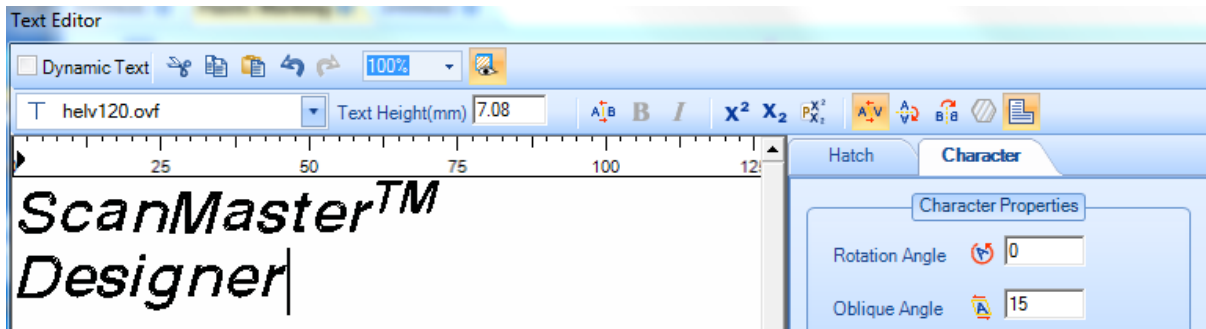 Text Editor
Dynamic Text 100%
helv120.ovf Text Height(mm) 7.08 A B B I X² X₂ A V
25 50 75 100 12
Hatch Character
ScanMaster™
Designer
Character Properties
Rotation Angle 0
Oblique Angle 15